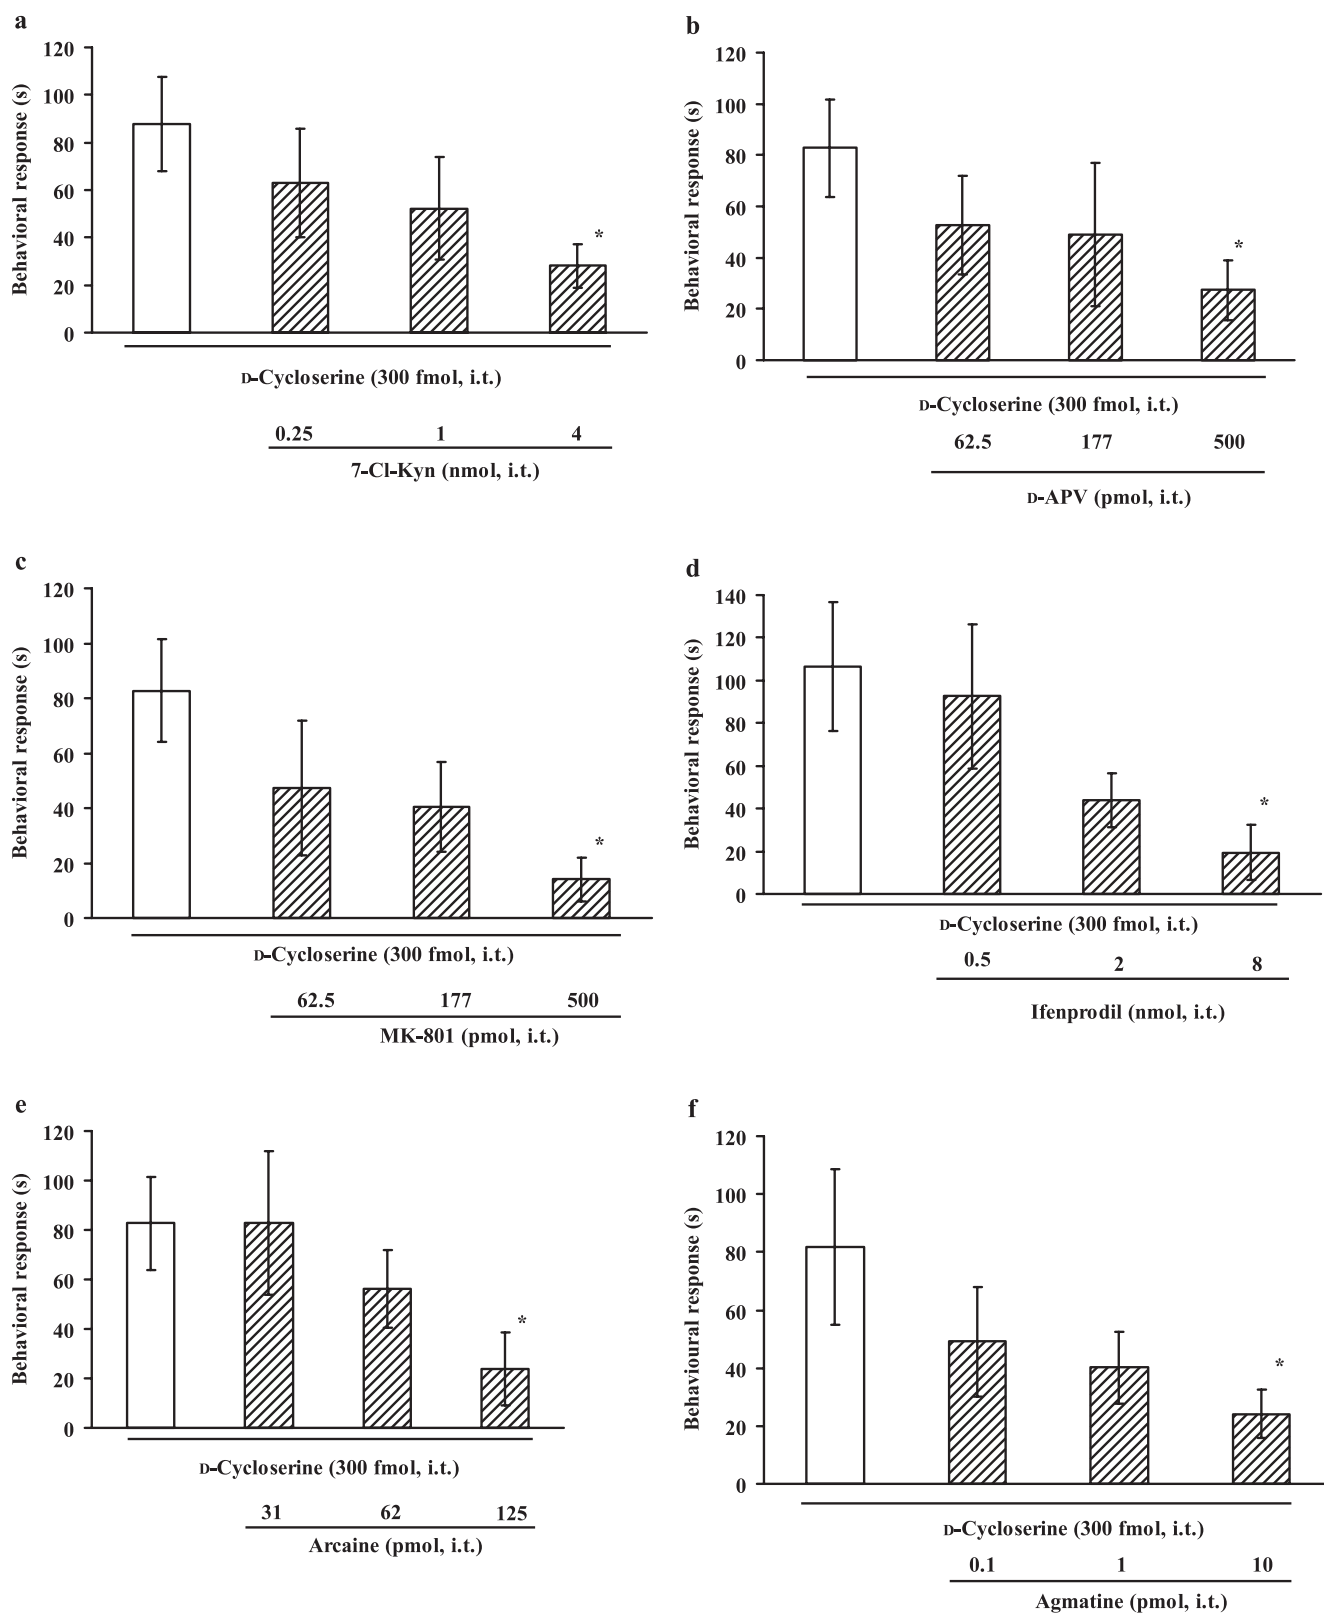 a
120
100
80
60
40
20
0
Behavioral response (s)
*
D-Cycloserine (300 fmol, i.t.)
0.25 1 4
7-Cl-Kyn (nmol, i.t.)
b
120
100
80
60
40
20
0
Behavioral response (s)
*
D-Cycloserine (300 fmol, i.t.)
62.5 177 500
D-APV (pmol, i.t.)
c
120
100
80
60
40
20
0
Behavioral response (s)
*
D-Cycloserine (300 fmol, i.t.)
62.5 177 500
MK-801 (pmol, i.t.)
d
140
120
100
80
60
40
20
0
Behavioral response (s)
*
D-Cycloserine (300 fmol, i.t.)
0.5 2 8
Ifenprodil (nmol, i.t.)
e
120
100
80
60
40
20
0
Behavioral response (s)
*
D-Cycloserine (300 fmol, i.t.)
31 62 125
Arcaine (pmol, i.t.)
f
120
100
80
60
40
20
0
Behavioural response (s)
*
D-Cycloserine (300 fmol, i.t.)
0.1 1 10
Agmatine (pmol, i.t.)